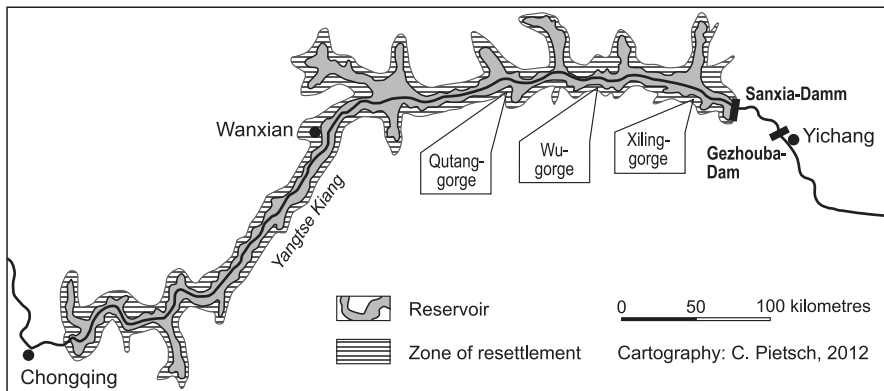 Wanxian
Sanxia-Damm
Yichang
Gezhouba-
Dam
Qutang-
gorge
Wu-
gorge
Xiling-
gorge
Yangtse Kiang
Chongqing
Reservoir
Zone of resettlement
0 50 100 kilometres
Cartography: C. Pietsch, 2012